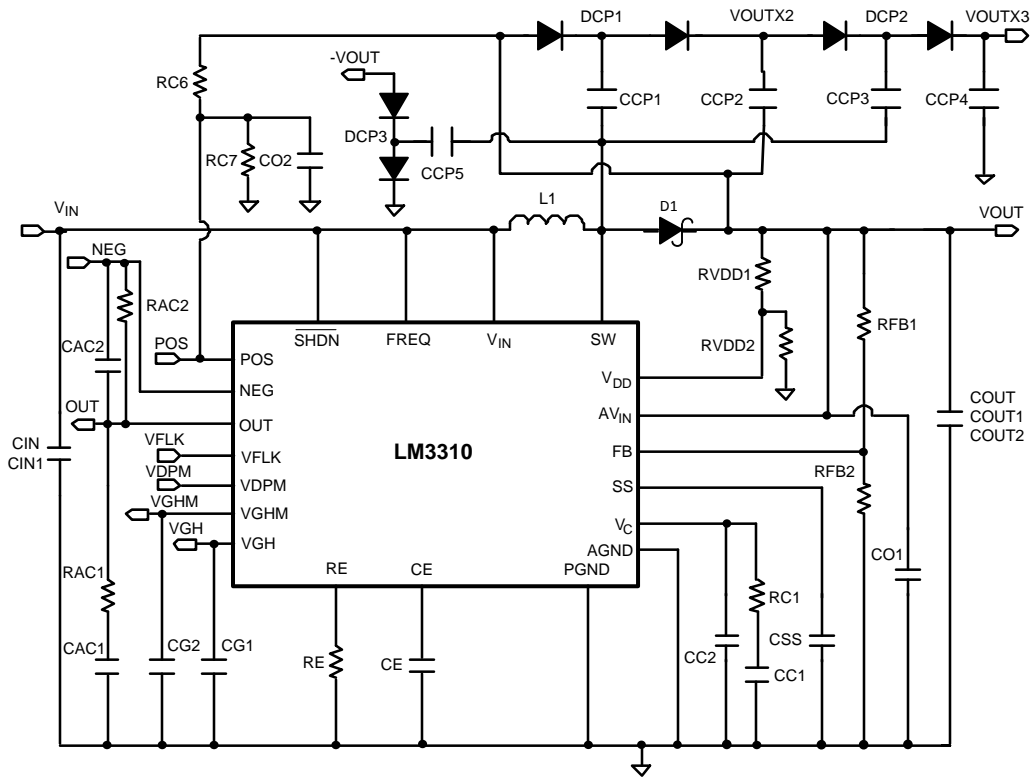 DCP1
VOUTX2
DCP2
VOUTX3
-VOUT
RC6
CCP1
CCP2
CCP3
CCP4
DCP3
RC7
CO2
CCP5
VIN
L1
D1
VOUT
NEG
RAC2
RVDD1
RFB1
CAC2
SHDN
FREQ
VIN
SW
RVDD2
POS
POS
VDD
NEG
OUT
OUT
AVIN
COUT
COUT1
COUT2
CIN
CIN1
VFLK
VFLK
LM3310
FB
RFB2
VDPM
VDPM
SS
VGHM
VGHM
VC
VGH
VGH
AGND
RE
CE
PGND
CO1
RAC1
RC1
CAC1
CG2
CG1
RE
CE
CC2
CSS
CC1